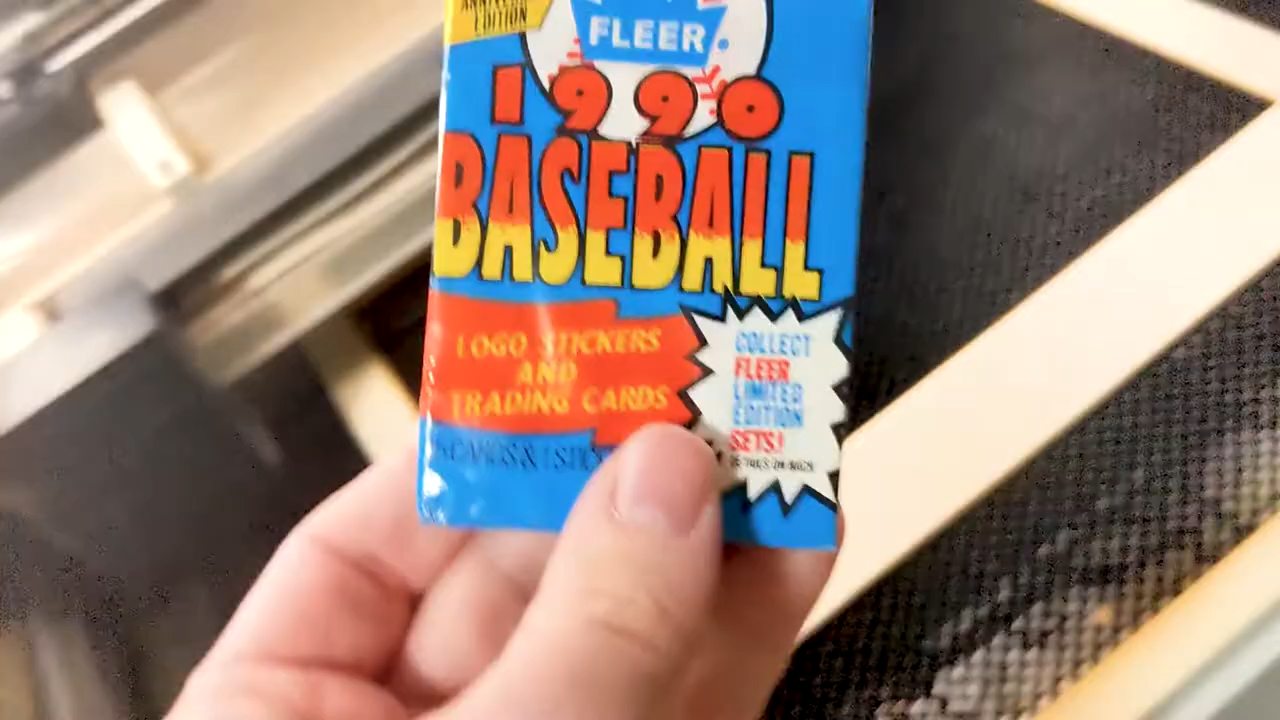 EDITION
FLEER
1990
BASEBALL
LOGO STICKERS
AND
TRADING CARDS
COLLECT
FLEER
LIMITED
EDITION
SETS!